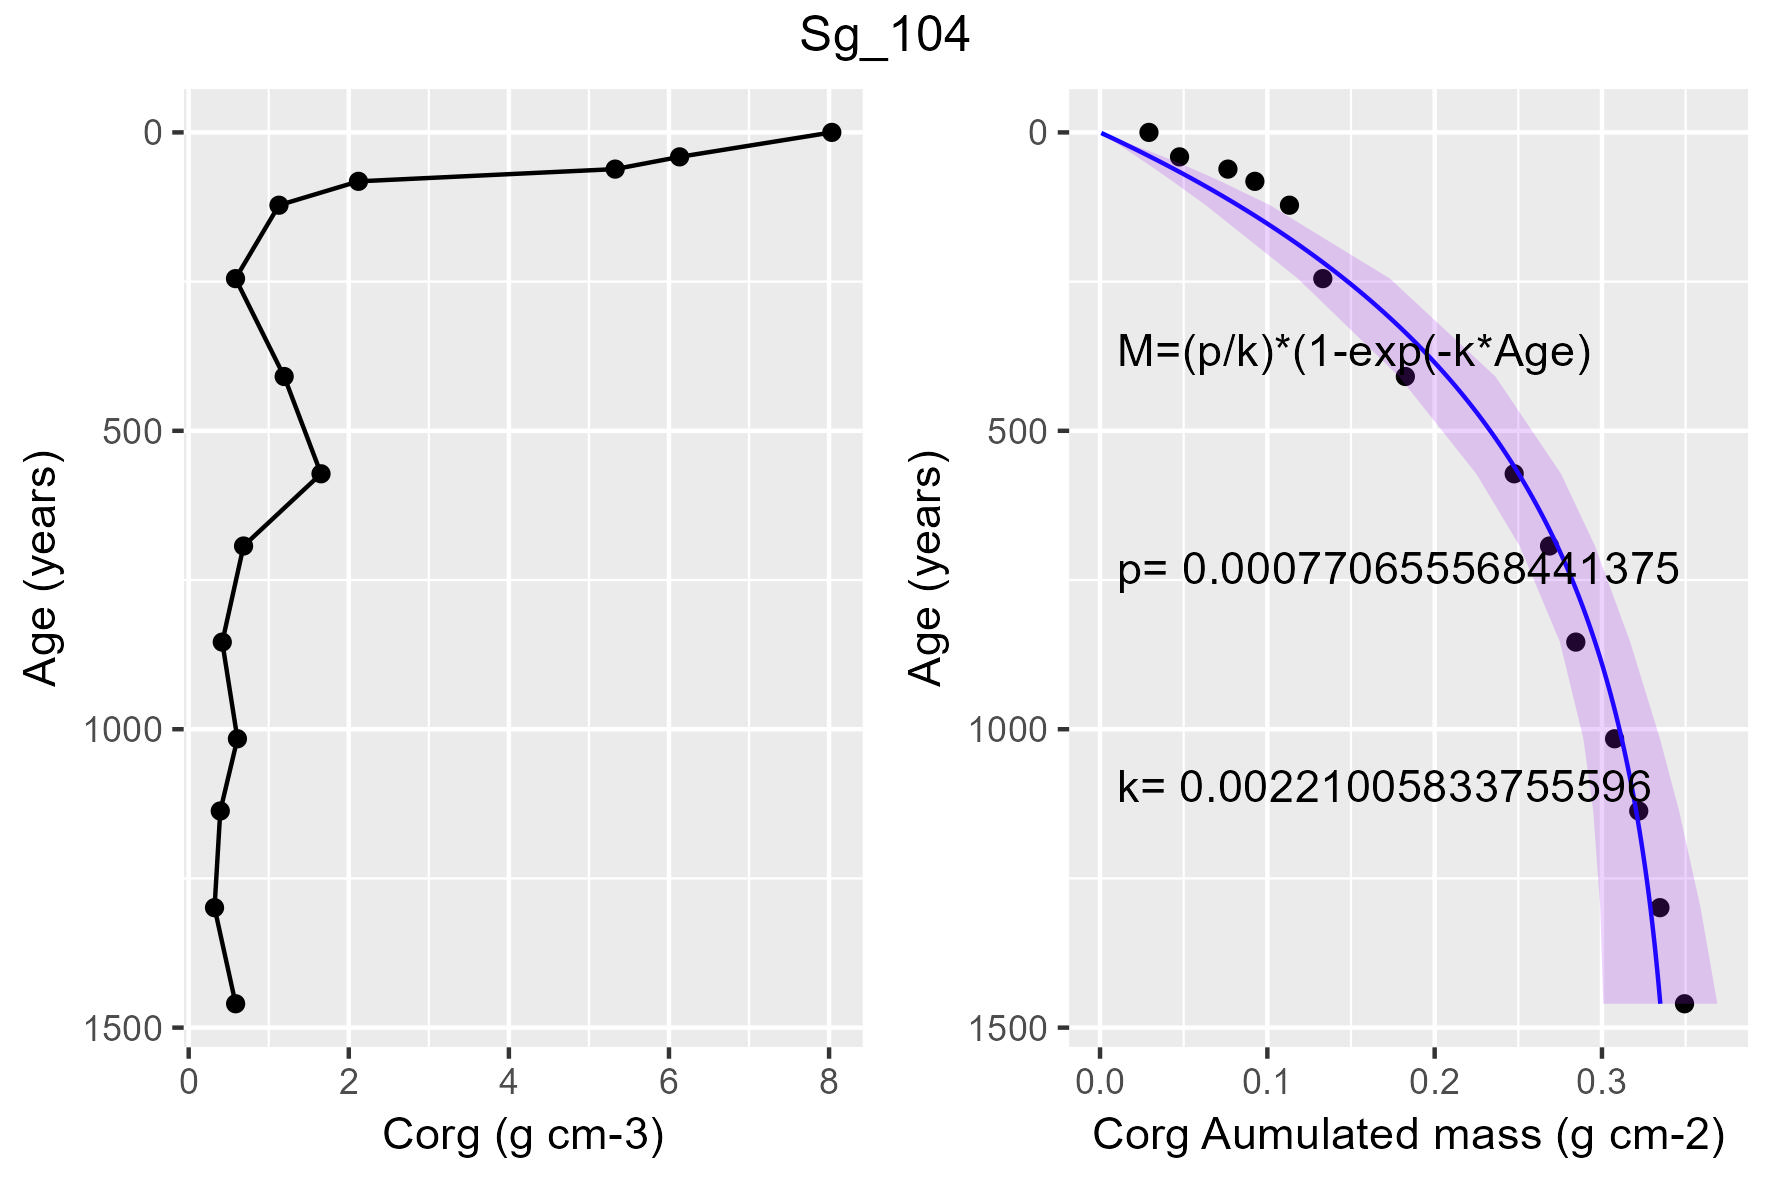 Sg_104
0
500
1000
1500
Age (years)
0 2 4 6 8
Corg (g cm-3)
0
500
1000
1500
Age (years)
M=(p/k)*(1-exp(-k*Age)
p= 0.000770655568441375
k= 0.00221005833755596
0.0 0.1 0.2 0.3
Corg Aumulated mass (g cm-2)